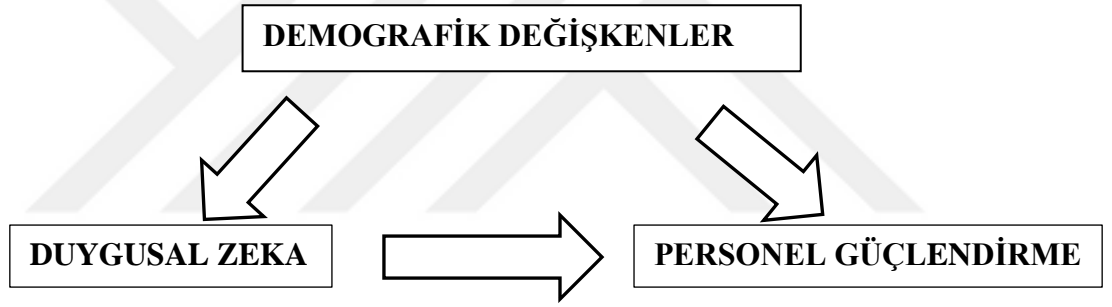 DEMOGRAFİK DEĞİŞKENLER
DUYGUSAL ZEKA
PERSONEL GÜÇLENDİRME